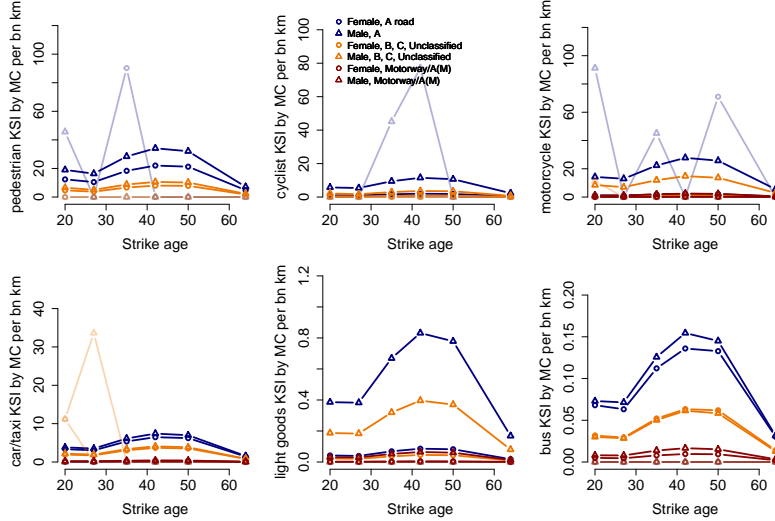 pedestrian KSI by MC per bn km
0 20 40 60 100
20 30 40 50 60
Strike age
cyclist KSI by MC per bn km
0 20 40 60 80 100
20 30 40 50 60
Strike age
Female, A road
Male, A
Female, B, C, Unclassified
Male, B, C, Unclassified
Female, Motorway/A(M)
Male, Motorway/A(M)
motorcycle KSI by MC per bn km
0 20 60 100
20 30 40 50 60
Strike age
car/taxi KSI by MC per bn km
0 10 20 30 40
20 30 40 50 60
Strike age
light goods KSI by MC per bn km
0.0 0.4 0.8 1.2
20 30 40 50 60
Strike age
bus KSI by MC per bn km
0.00 0.05 0.10 0.15 0.20
20 30 40 50 60
Strike age